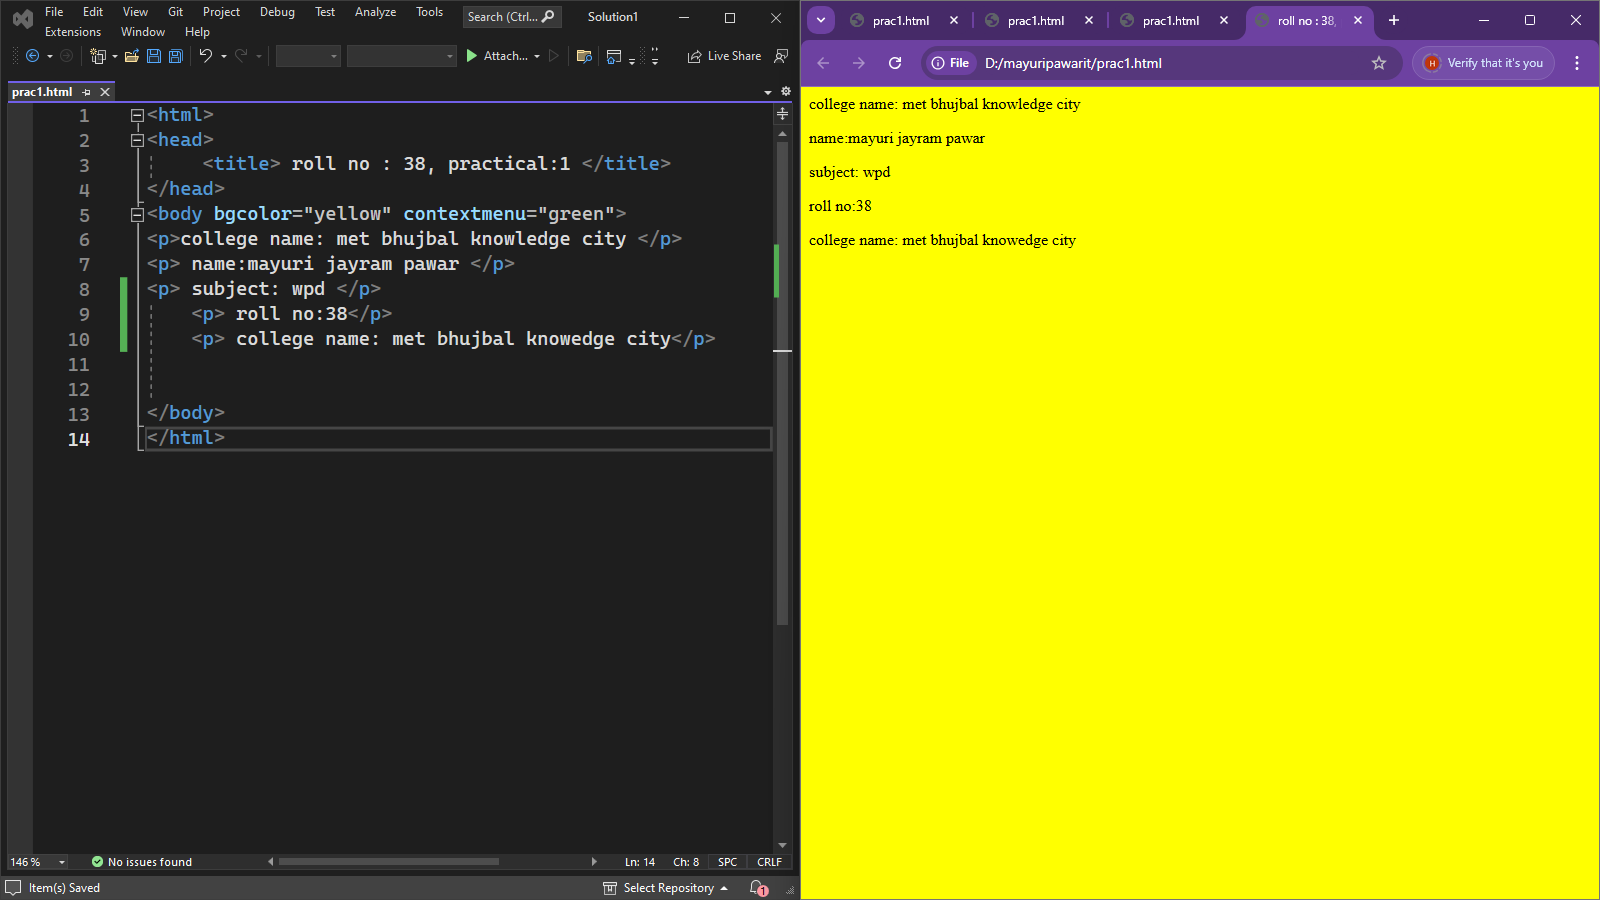 File Edit View Git Project Debug Test Analyze Tools Search (Ctrl... Solution1
Extensions Window Help
Attach... Live Share
prac1.html
1 <html>
2 <head>
3 <title> roll no : 38, practical:1 </title>
4 </head>
5 <body bgcolor="yellow" contextmenu="green">
6 <p>college name: met bhujbal knowledge city </p>
7 <p> name:mayuri jayram pawar </p>
8 <p> subject: wpd </p>
9 <p> roll no:38</p>
10 <p> college name: met bhujbal knowedge city</p>
11
12
13 </body>
14 </html>
146 % No issues found Ln: 14 Ch: 8 SPC CRLF
Item(s) Saved Select Repository 1
prac1.html prac1.html prac1.html roll no : 38,
File D:/mayuripawarit/prac1.html H Verify that it's you
college name: met bhujbal knowledge city
name:mayuri jayram pawar
subject: wpd
roll no:38
college name: met bhujbal knowedge city